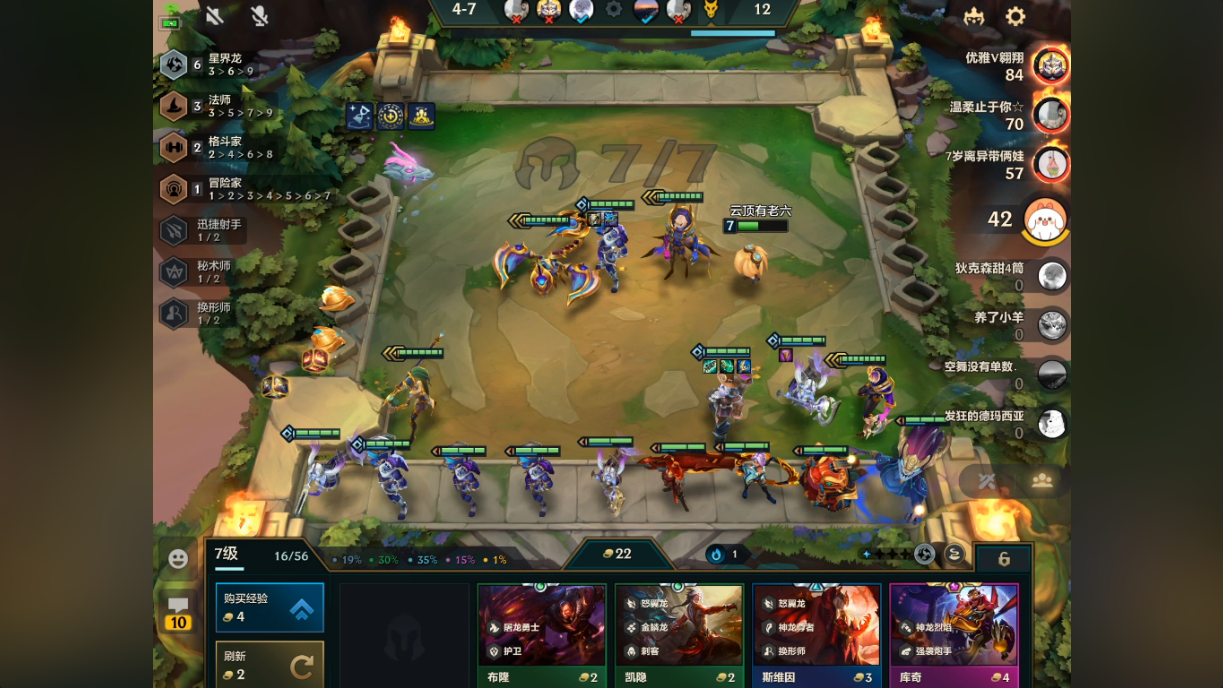 4-7
12
6 星界龙
3 > 6 > 9
3 法师
3 > 5 > 7 > 9
2 格斗家
2 > 4 > 6 > 8
1 冒险家
1 > 2 > 3 > 4 > 5 > 6 > 7
迅捷射手
1 / 2
秘术师
1 / 2
换形师
1 / 2
7/7
云顶有老六
7
优雅V翱翔
84
温柔止于你☆
70
7岁离异带俩娃
57
42
狄克森甜4筒
0
养了小羊
0
空舞没有单数.
0
发狂的德玛西亚
0
7级
16/56
19% 30% 35% 15% 1%
22
1
6
10
购买经验
4
刷新
2
屠龙勇士
护卫
布隆 2
怒翼龙
金鳞龙
刺客
凯隐 2
怒翼龙
神龙尊者
换形师
斯维因 3
神龙烈焰
强袭炮手
库奇 4